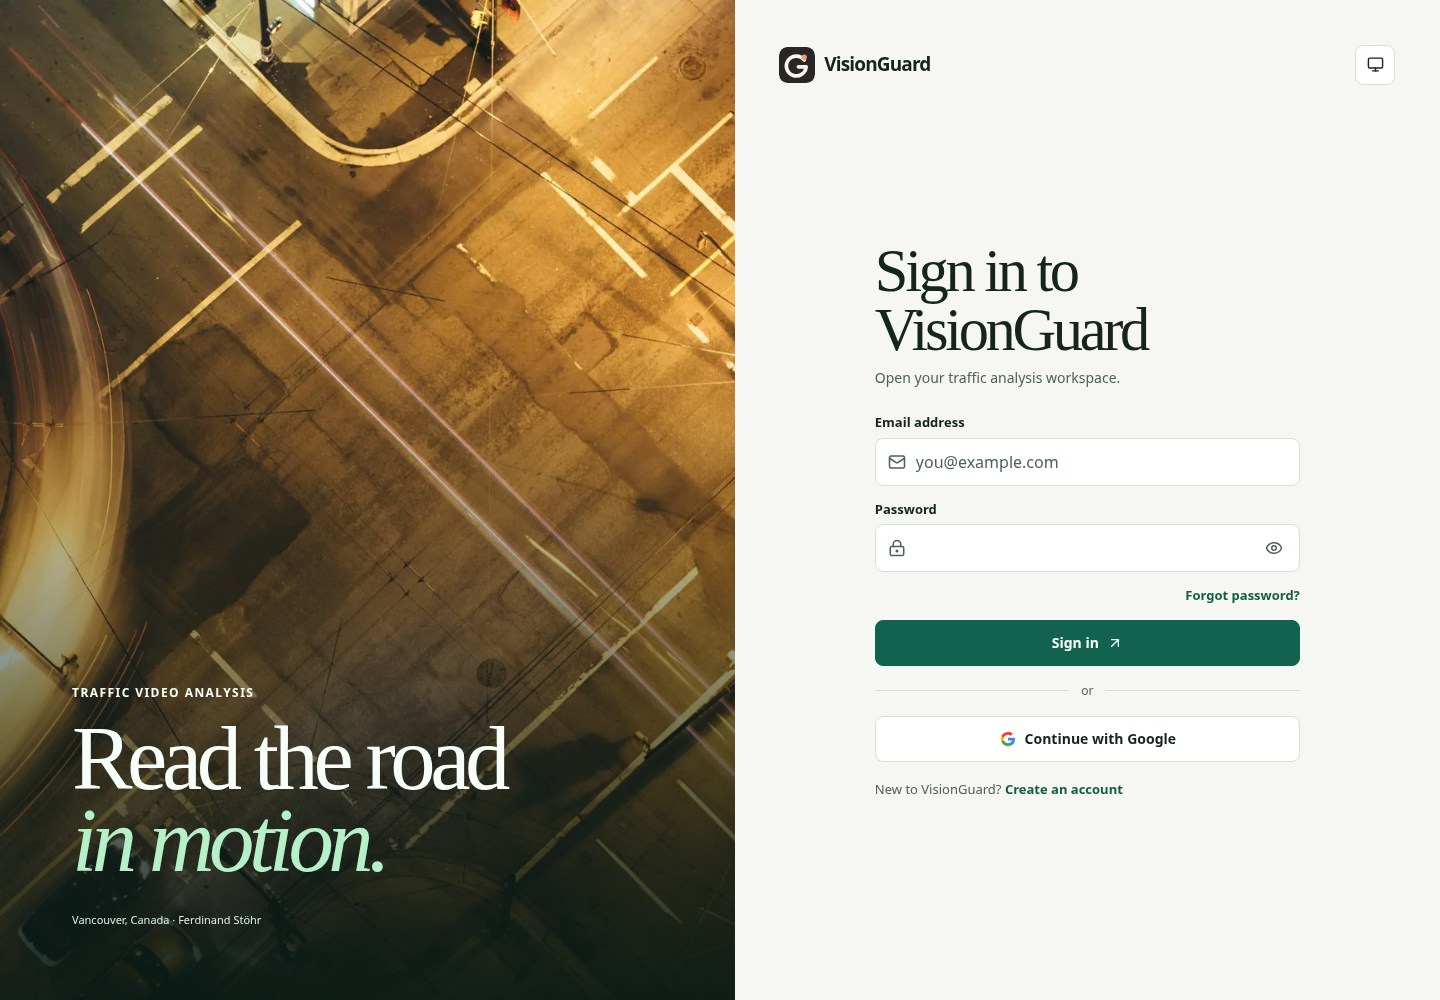 TRAFFIC VIDEO ANALYSIS
Read the road
in motion.
Vancouver, Canada · Ferdinand Stöhr
VisionGuard
Sign in to
VisionGuard
Open your traffic analysis workspace.
Email address
you@example.com
Password
Forgot password?
Sign in
or
Continue with Google
New to VisionGuard? Create an account